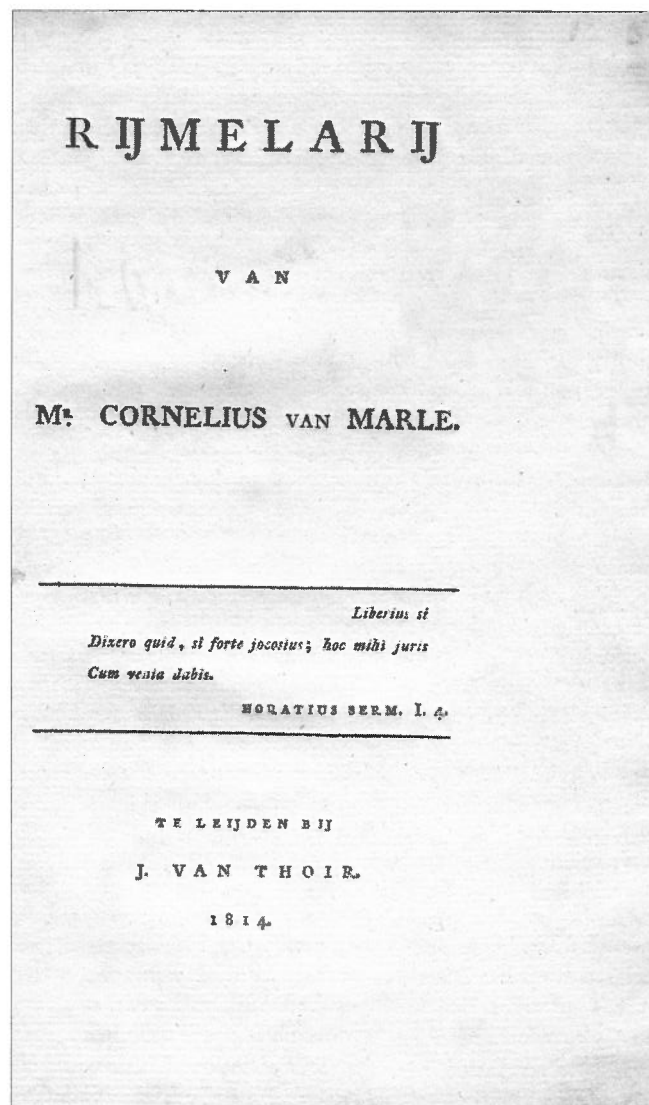 RIJMELARIJ
VAN
Mr. CORNELIUS VAN MARLE.
Liberius si
Dixero quid, si forte jocosius; hoc mihi juris
Cum venia dabis.
HORATIUS SERM. I. 4.
TE LEIJDEN BIJ
J. VAN THOIR.
1814.